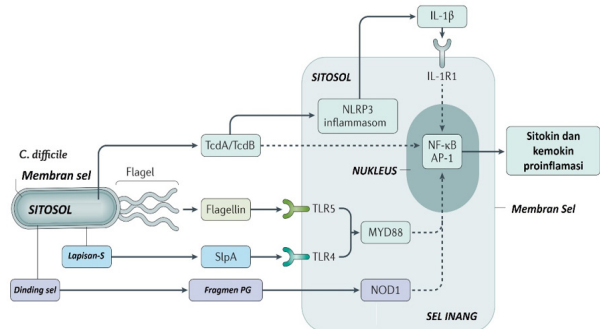 IL-1β
SITOSOL
IL-1R1
NLRP3
inflammasom
C. difficile
TcdA/TcdB
NF-κB
AP-1
Sitokin dan
kemokin
proinflamasi
Membran sel
Flagel
NUKLEUS
SITOSOL
Flagellin
TLR5
Membran Sel
MYD88
Lapisan-S
SlpA
TLR4
Dinding sel
Fragmen PG
NOD1
SEL INANG